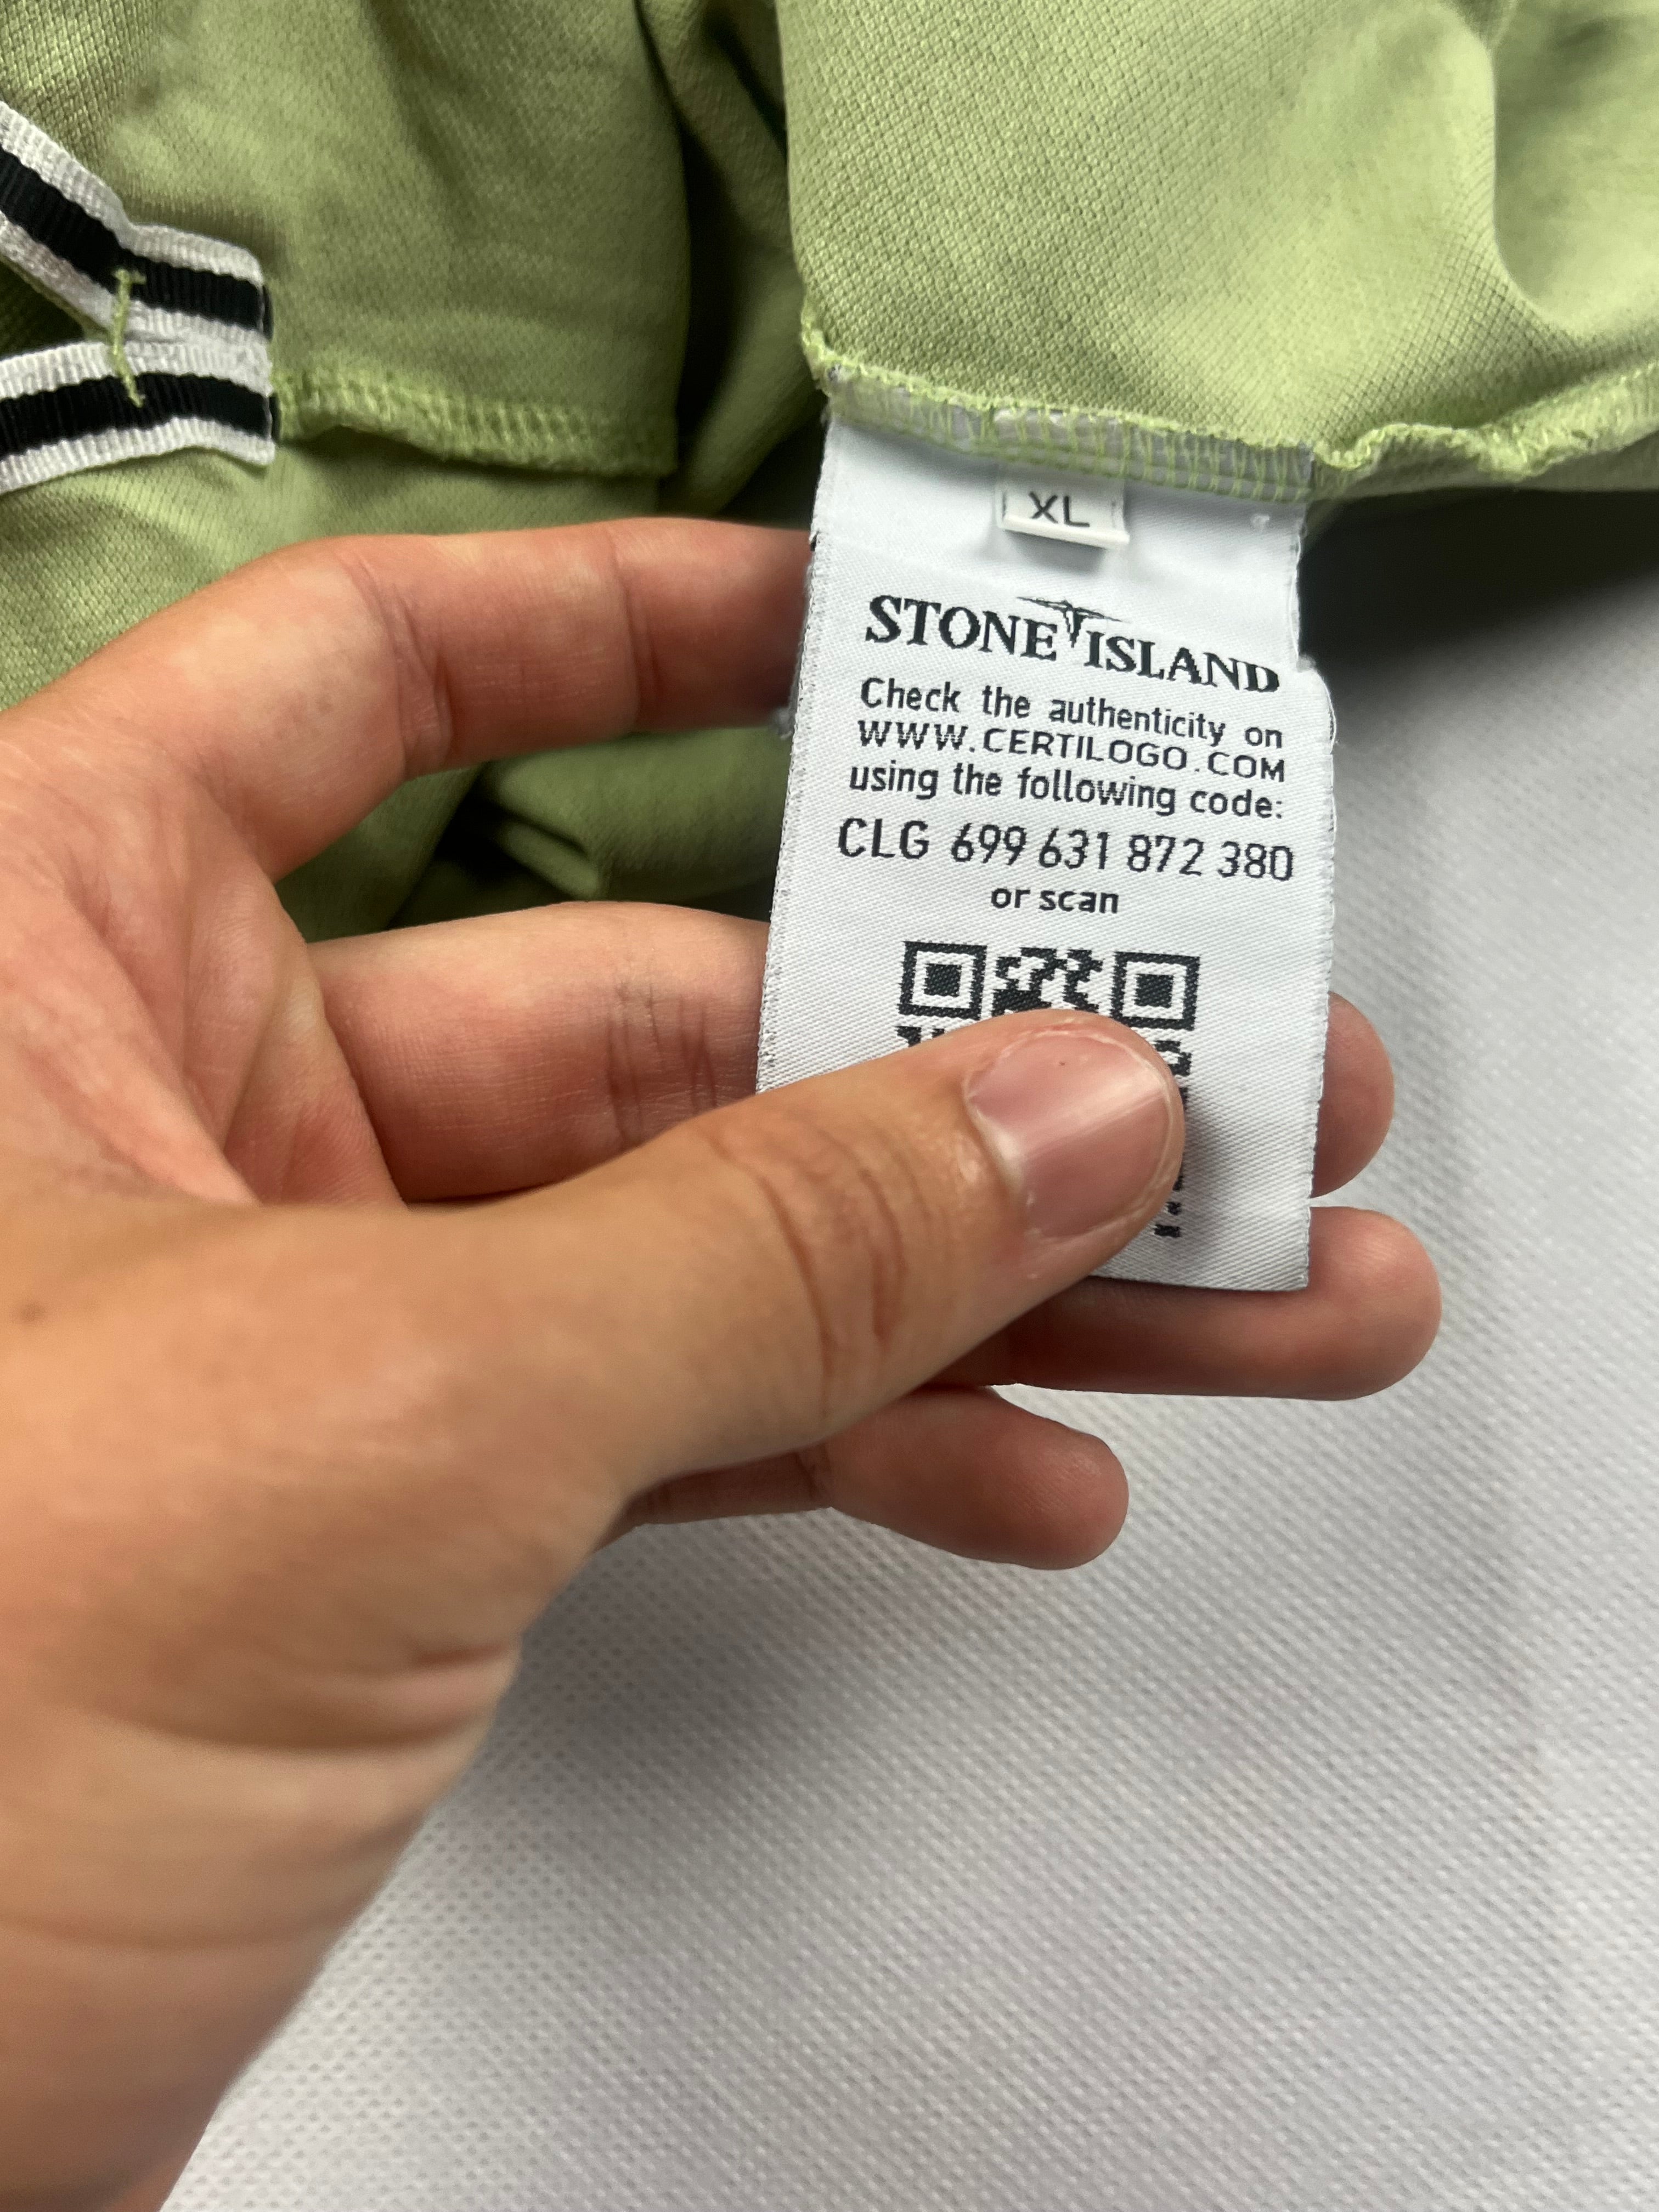 XL
STONE ISLAND
Check the authenticity on
WWW.CERTILOGO.COM
using the following code:
CLG 699 631 872 380
or scan